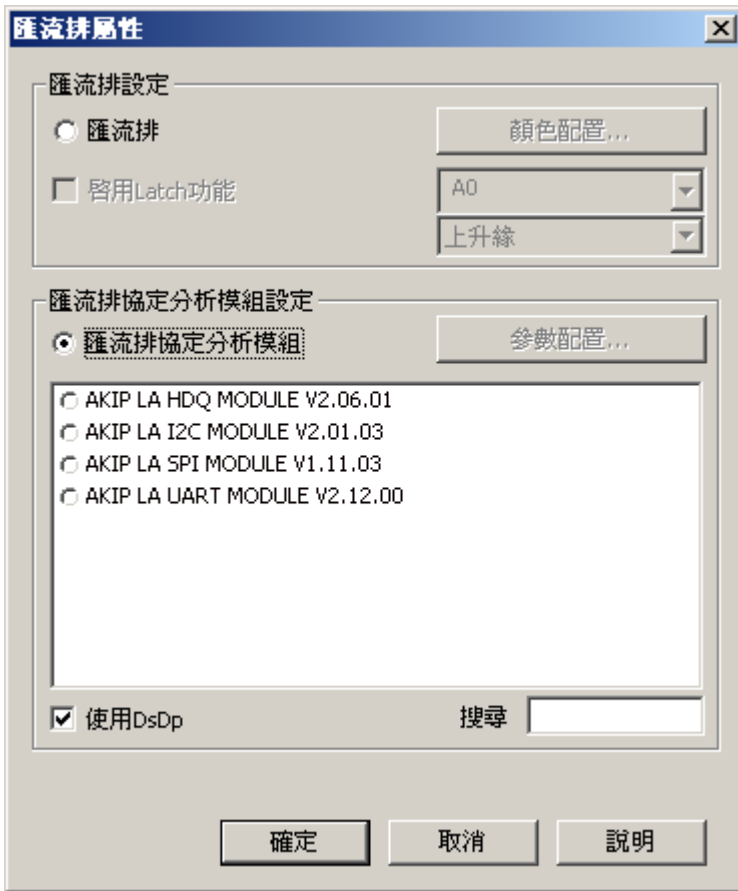 匯流排屬性
匯流排設定
匯流排
顏色配置...
啓用Latch功能
A0
上升緣
匯流排協定分析模組設定
匯流排協定分析模組
參數配置...
AKIP LA HDQ MODULE V2.06.01
AKIP LA I2C MODULE V2.01.03
AKIP LA SPI MODULE V1.11.03
AKIP LA UART MODULE V2.12.00
使用DsDp
搜尋
確定
取消
說明